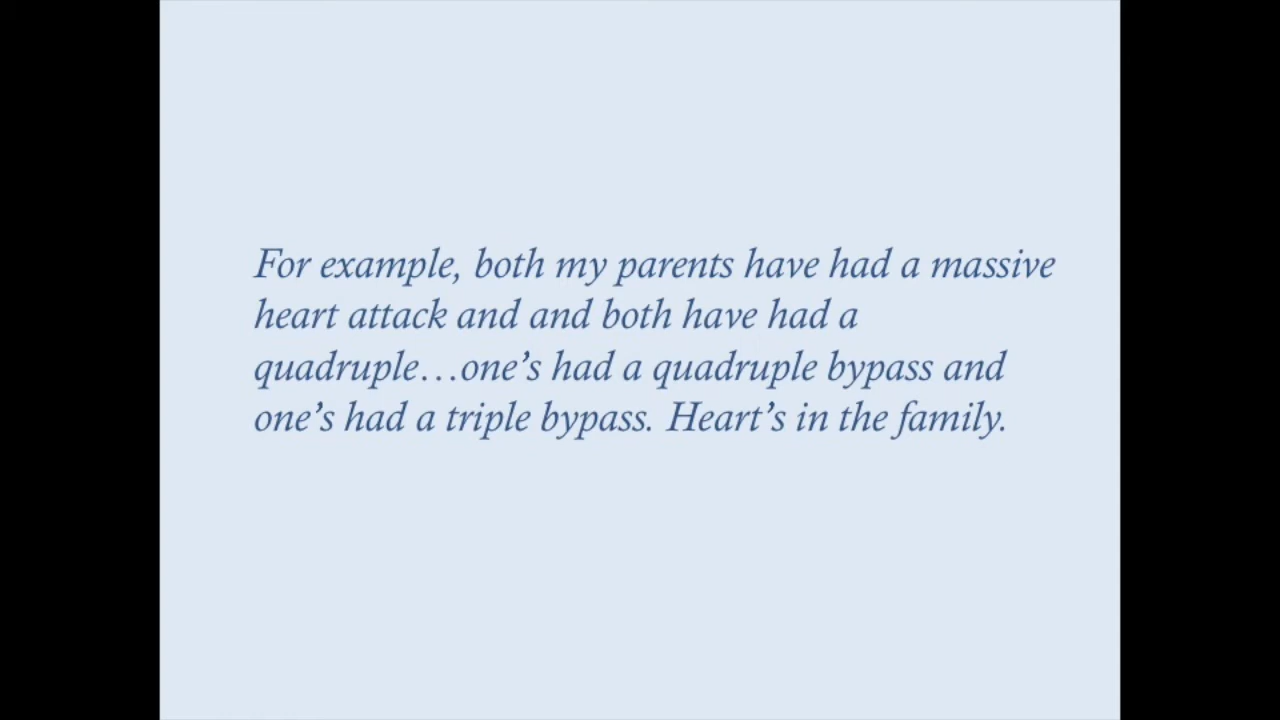 For example, both my parents have had a massive
heart attack and and both have had a
quadruple…one’s had a quadruple bypass and
one’s had a triple bypass. Heart’s in the family.